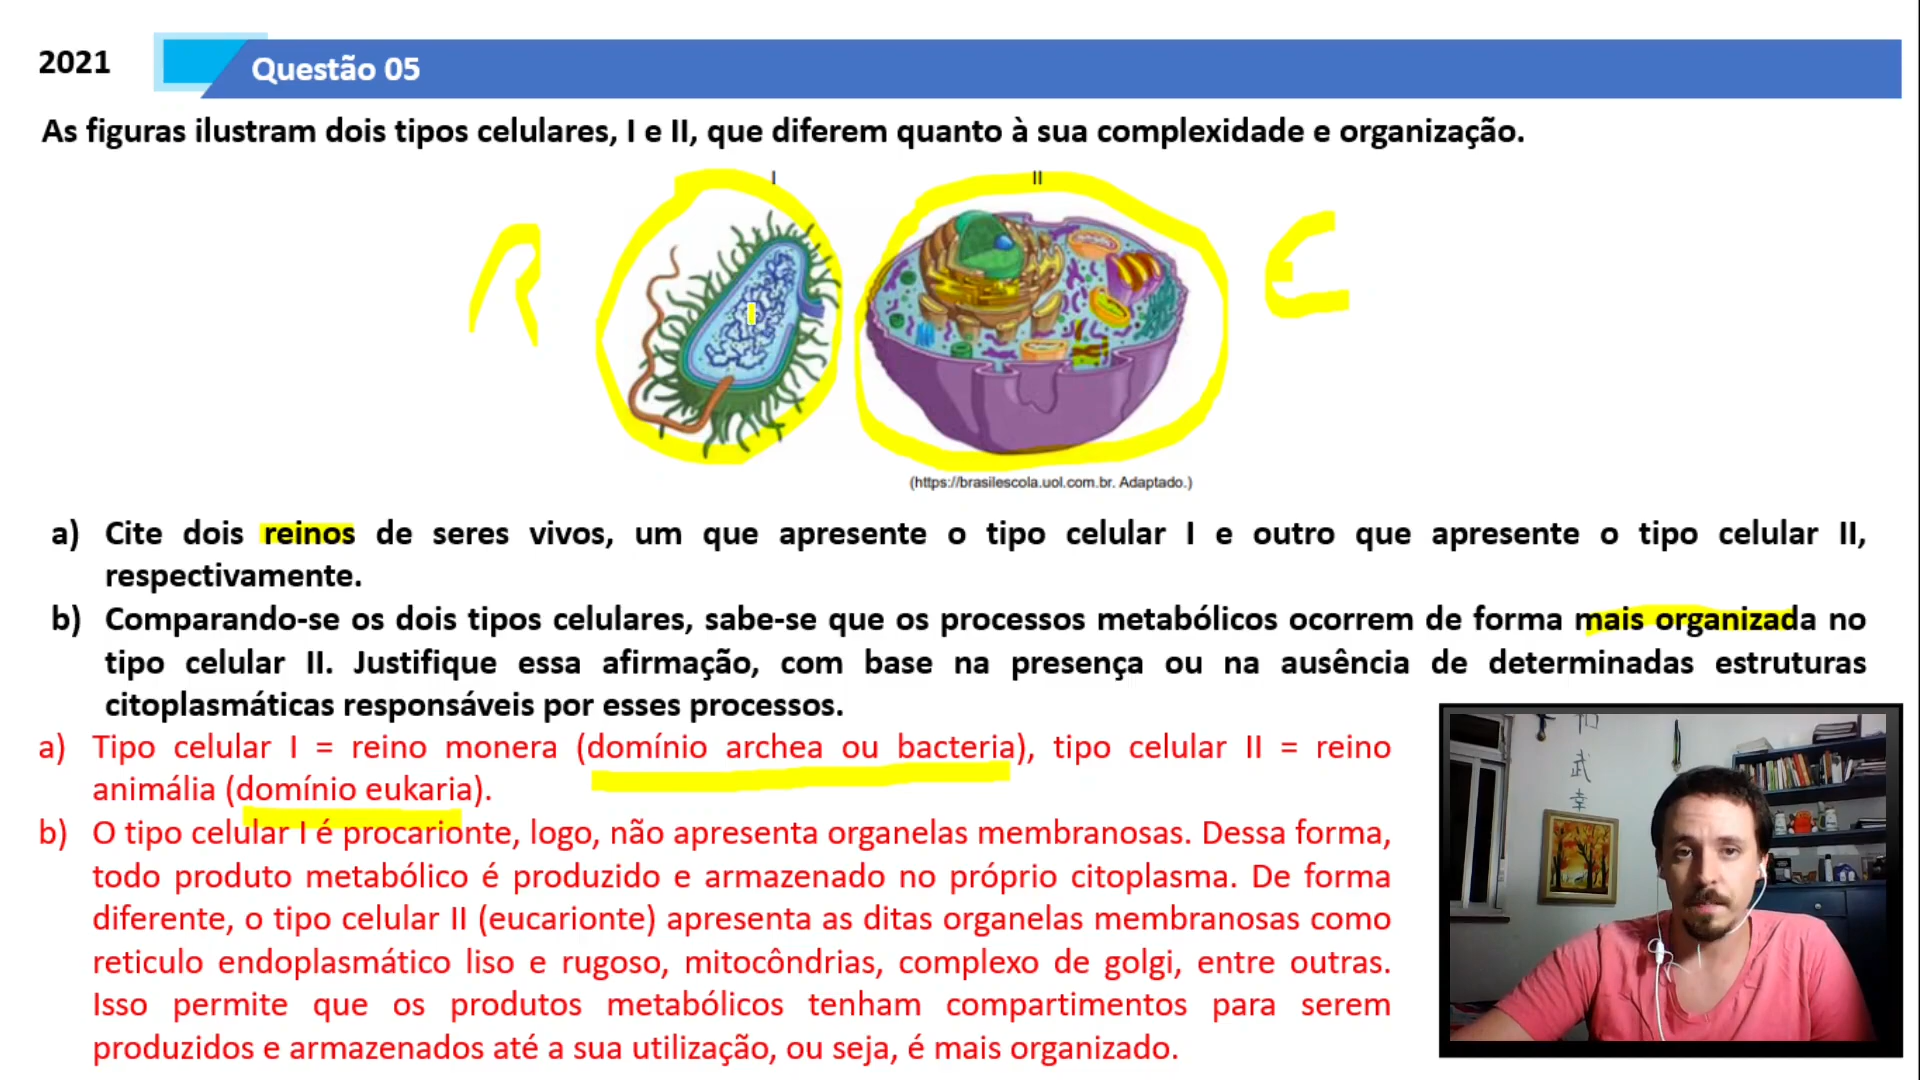 2021
Questão 05
As figuras ilustram dois tipos celulares, I e II, que diferem quanto à sua complexidade e organização.
I
II
E
(https://brasilescola.uol.com.br. Adaptado.)
a) Cite dois reinos de seres vivos, um que apresente o tipo celular I e outro que apresente o tipo celular II,
respectivamente.
b) Comparando-se os dois tipos celulares, sabe-se que os processos metabólicos ocorrem de forma mais organizada no
tipo celular II. Justifique essa afirmação, com base na presença ou na ausência de determinadas estruturas
citoplasmáticas responsáveis por esses processos.
a) Tipo celular I = reino monera (domínio archea ou bacteria), tipo celular II = reino
animália (domínio eukaria).
b) O tipo celular I é procarionte, logo, não apresenta organelas membranosas. Dessa forma,
todo produto metabólico é produzido e armazenado no próprio citoplasma. De forma
diferente, o tipo celular II (eucarionte) apresenta as ditas organelas membranosas como
reticulo endoplasmático liso e rugoso, mitocôndrias, complexo de golgi, entre outras.
Isso permite que os produtos metabólicos tenham compartimentos para serem
produzidos e armazenados até a sua utilização, ou seja, é mais organizado.
武
幸